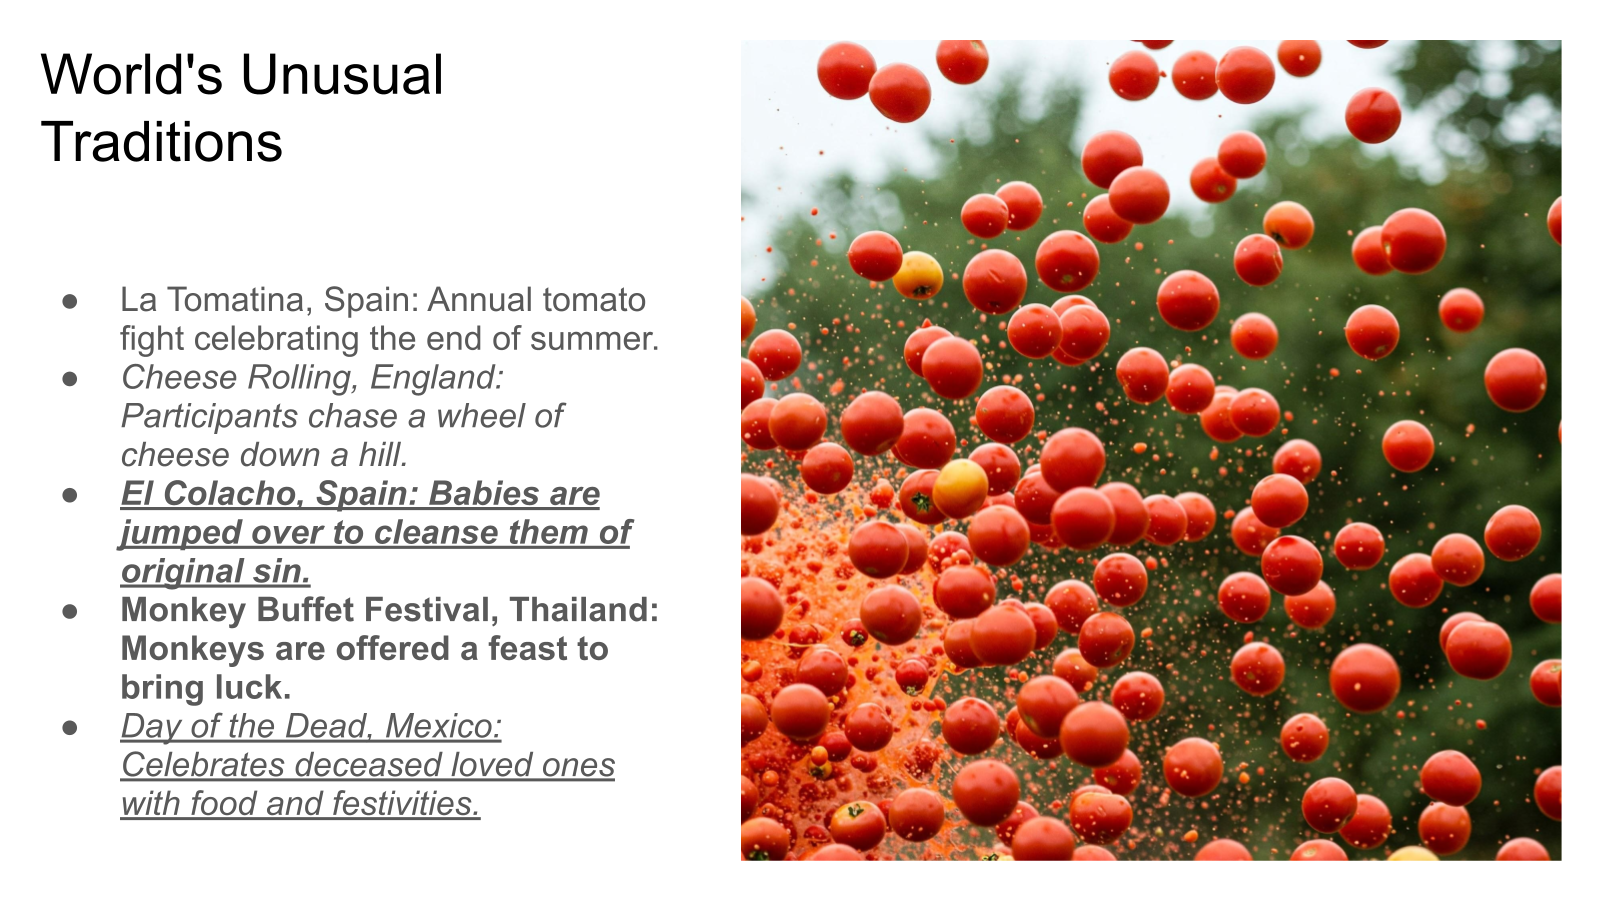 World's Unusual
Traditions
● La Tomatina, Spain: Annual tomato
fight celebrating the end of summer.
● Cheese Rolling, England:
Participants chase a wheel of
cheese down a hill.
● El Colacho, Spain: Babies are
jumped over to cleanse them of
original sin.
● Monkey Buffet Festival, Thailand:
Monkeys are offered a feast to
bring luck.
● Day of the Dead, Mexico:
Celebrates deceased loved ones
with food and festivities.